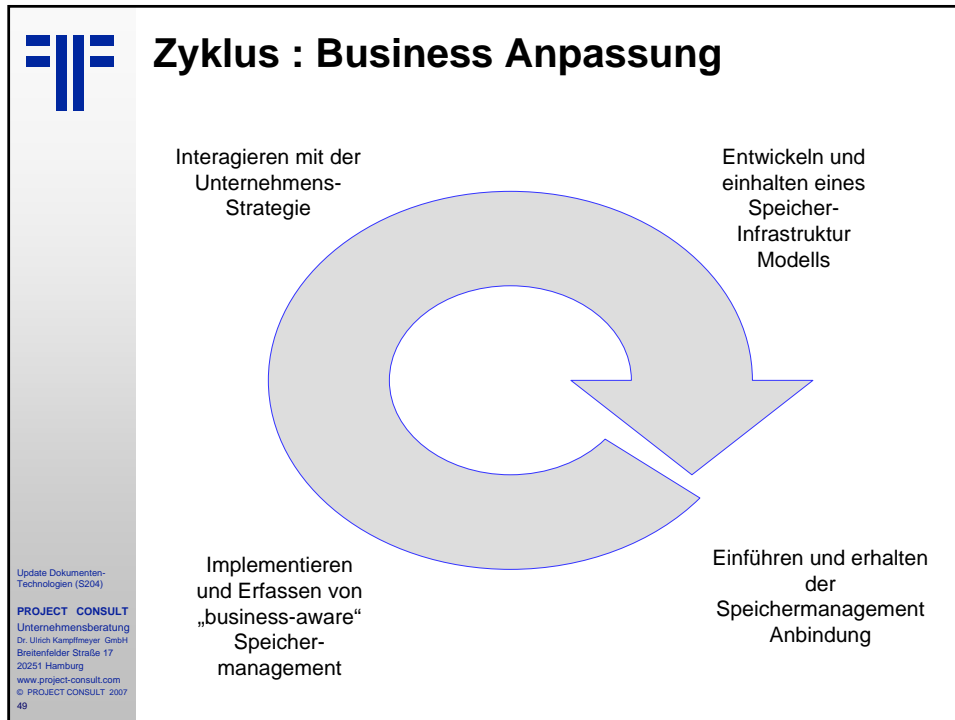 Zyklus : Business Anpassung
Interagieren mit der
Unternehmens-
Strategie
Entwickeln und
einhalten eines
Speicher-
Infrastruktur
Modells
Implementieren
und Erfassen von
„business-aware“
Speicher-
management
Einführen und erhalten
der
Speichermanagement
Anbindung
Update Dokumenten-
Technologien (S204)
PROJECT CONSULT
Unternehmensberatung
Dr. Ulrich Kampffmeyer GmbH
Breitenfelder Straße 17
20251 Hamburg
www.project-consult.com
© PROJECT CONSULT 2007
49